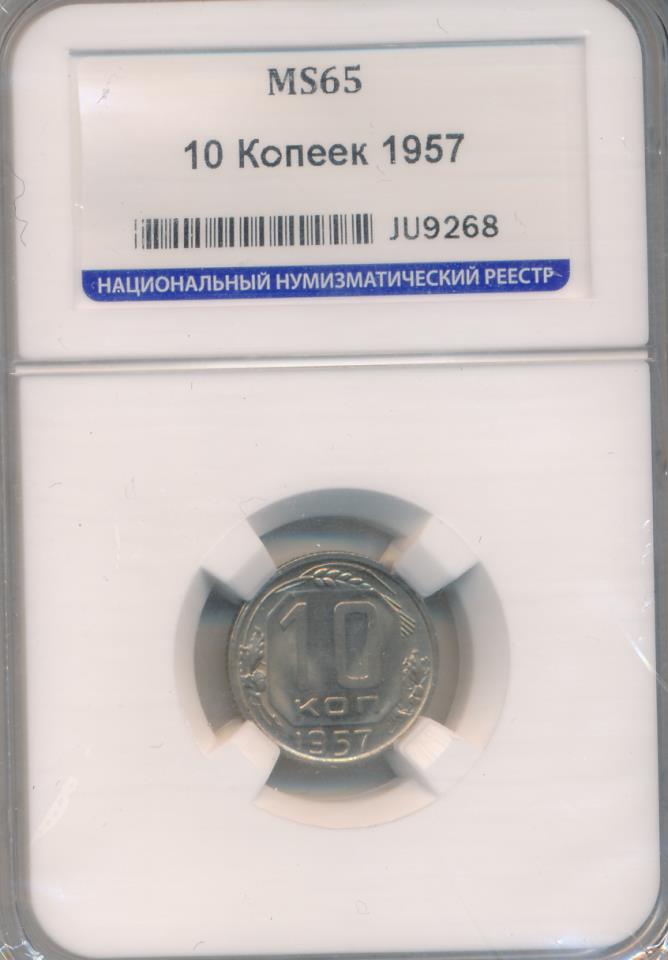 MS65
10 Копеек 1957
JU9268
НАЦИОНАЛЬНЫЙ НУМИЗМАТИЧЕСКИЙ РЕЕСТР
10
КОП
1957